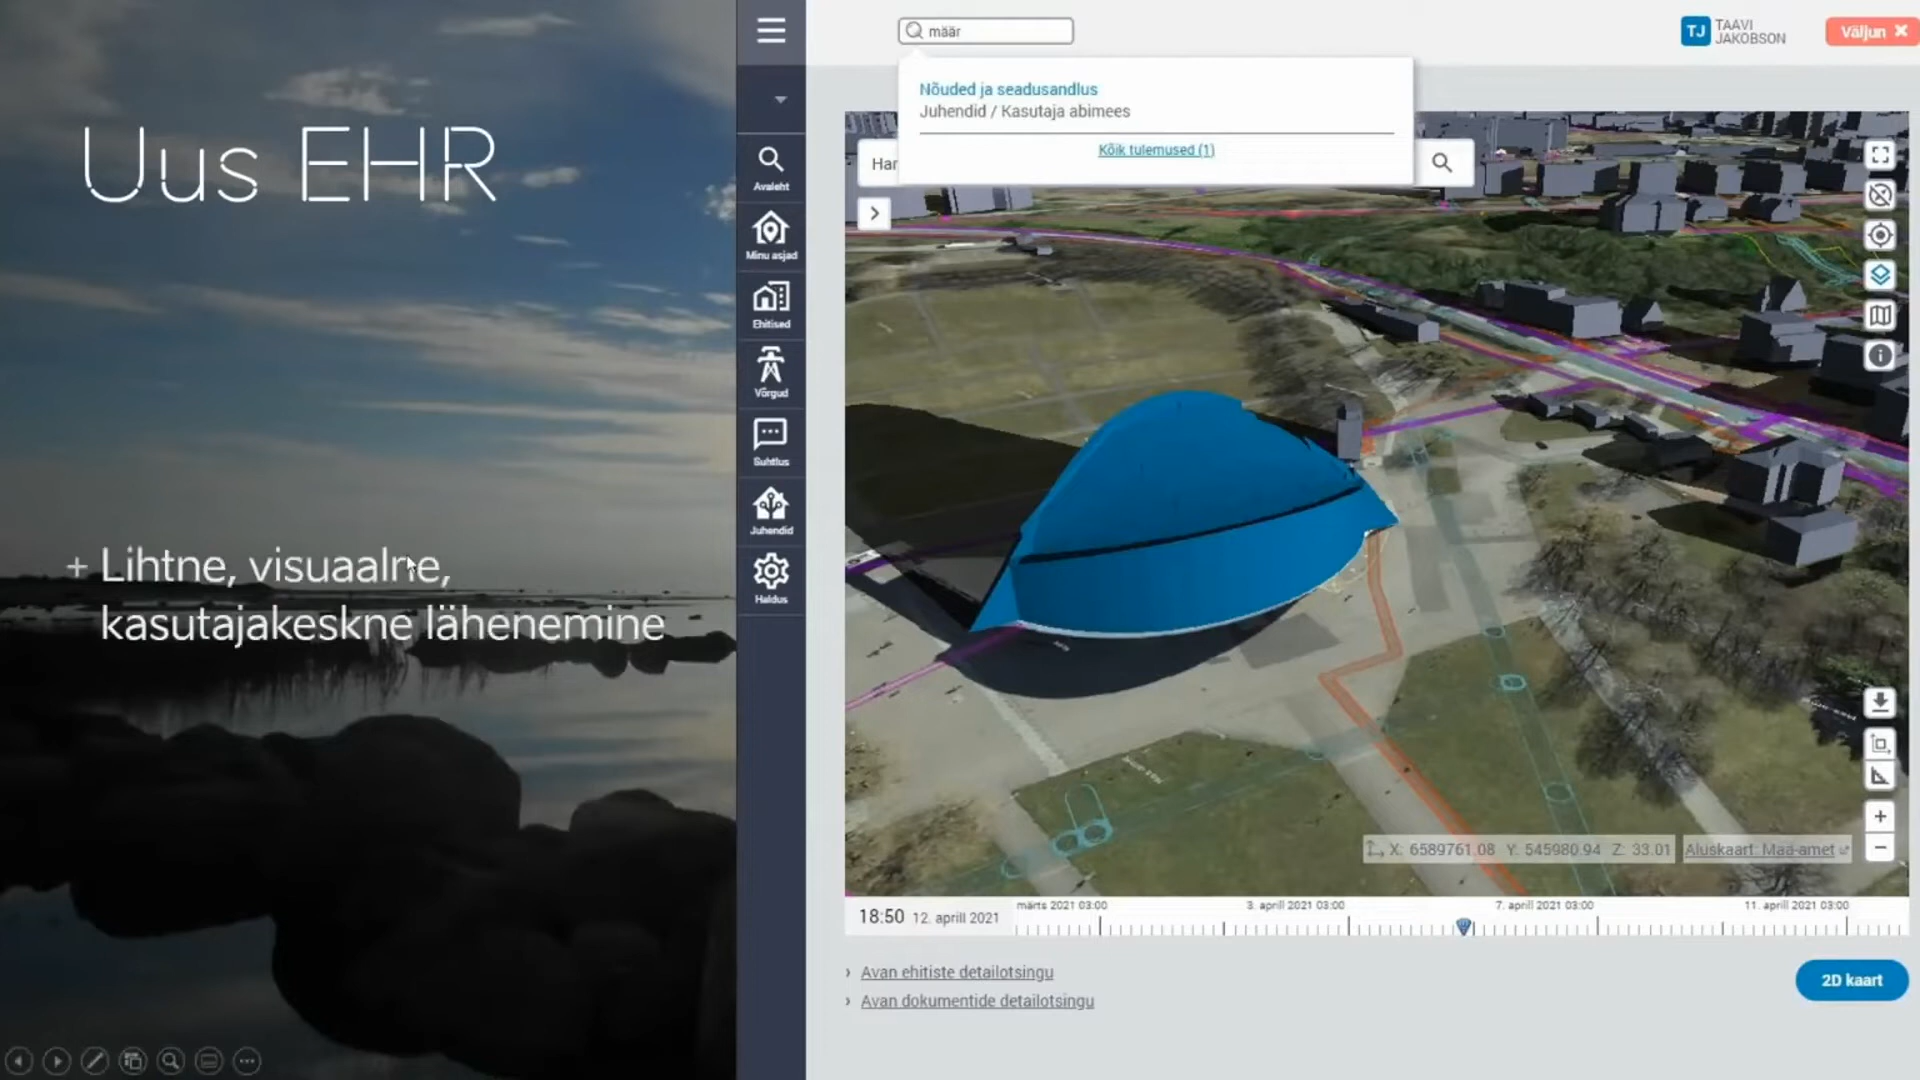 Uus EHR
+ Lihtne, visuaalne,
kasutajakeskne lähenemine
Avaleht
Minu asjad
Ehitised
Võrgud
Suhtlus
Juhendid
Haldus
määr
TJ TAAVI
JAKOBSON
Väljun
Nõuded ja seadusandlus
Juhendid / Kasutaja abimees
Kõik tulemused (1)
Har
X: 6589761.08 Y: 545980.94 Z: 33.01
Aluskaart: Maa-amet
18:50 12. aprill 2021
märts 2021 03:00
3. aprill 2021 03:00
7. aprill 2021 03:00
11. aprill 2021 03:00
› Avan ehitiste detailotsingu
› Avan dokumentide detailotsingu
2D kaart